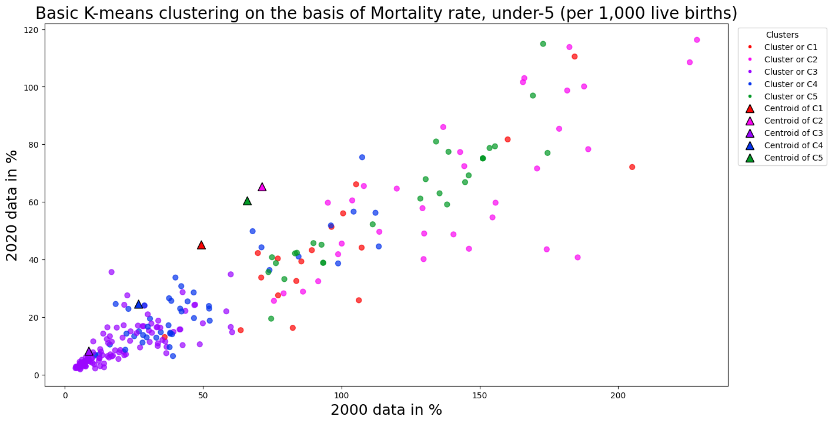 Basic K-means clustering on the basis of Mortality rate, under-5 (per 1,000 live births)
120
100
80
60
40
20
0
2020 data in %
0
50
100
150
200
2000 data in %
Clusters
Cluster or C1
Cluster or C2
Cluster or C3
Cluster or C4
Cluster or C5
Centroid of C1
Centroid of C2
Centroid of C3
Centroid of C4
Centroid of C5